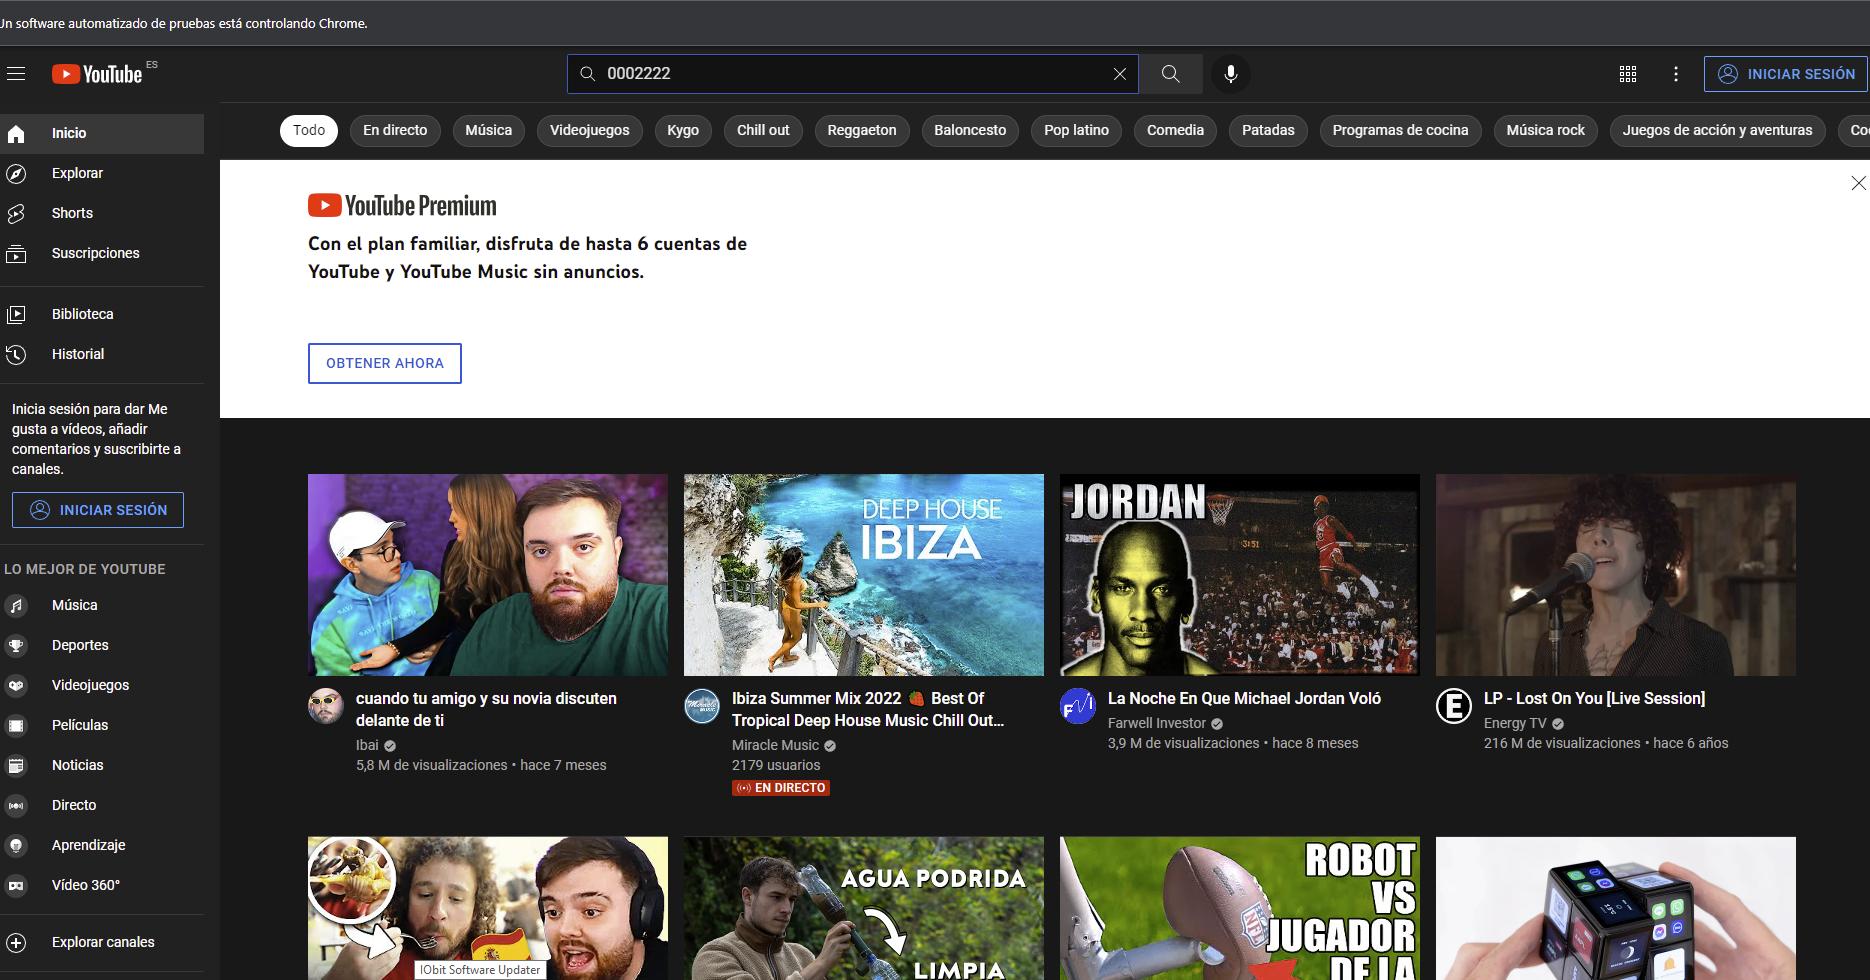 Un software automatizado de pruebas está controlando Chrome.
YouTube ES
0002222
INICIAR SESIÓN
Todo
En directo
Música
Videojuegos
Kygo
Chill out
Reggaeton
Baloncesto
Pop latino
Comedia
Patadas
Programas de cocina
Música rock
Juegos de acción y aventuras
Inicio
Explorar
Shorts
Suscripciones
Biblioteca
Historial
Inicia sesión para dar Me
gusta a vídeos, añadir
comentarios y suscribirte a
canales.
INICIAR SESIÓN
LO MEJOR DE YOUTUBE
Música
Deportes
Videojuegos
Películas
Noticias
Directo
Aprendizaje
Vídeo 360°
Explorar canales
YouTube Premium
Con el plan familiar, disfruta de hasta 6 cuentas de
YouTube y YouTube Music sin anuncios.
OBTENER AHORA
cuando tu amigo y su novia discuten
delante de ti
Ibai
5,8 M de visualizaciones • hace 7 meses
DEEP HOUSE
IBIZA
Ibiza Summer Mix 2022 🍓 Best Of
Tropical Deep House Music Chill Out...
Miracle Music
2179 usuarios
EN DIRECTO
JORDAN
La Noche En Que Michael Jordan Voló
Farwell Investor
3,9 M de visualizaciones • hace 8 meses
LP - Lost On You [Live Session]
Energy TV
216 M de visualizaciones • hace 6 años
IObit Software Updater
AGUA PODRIDA
LIMPIA
ROBOT
VS
JUGADOR
DE LA
NFL